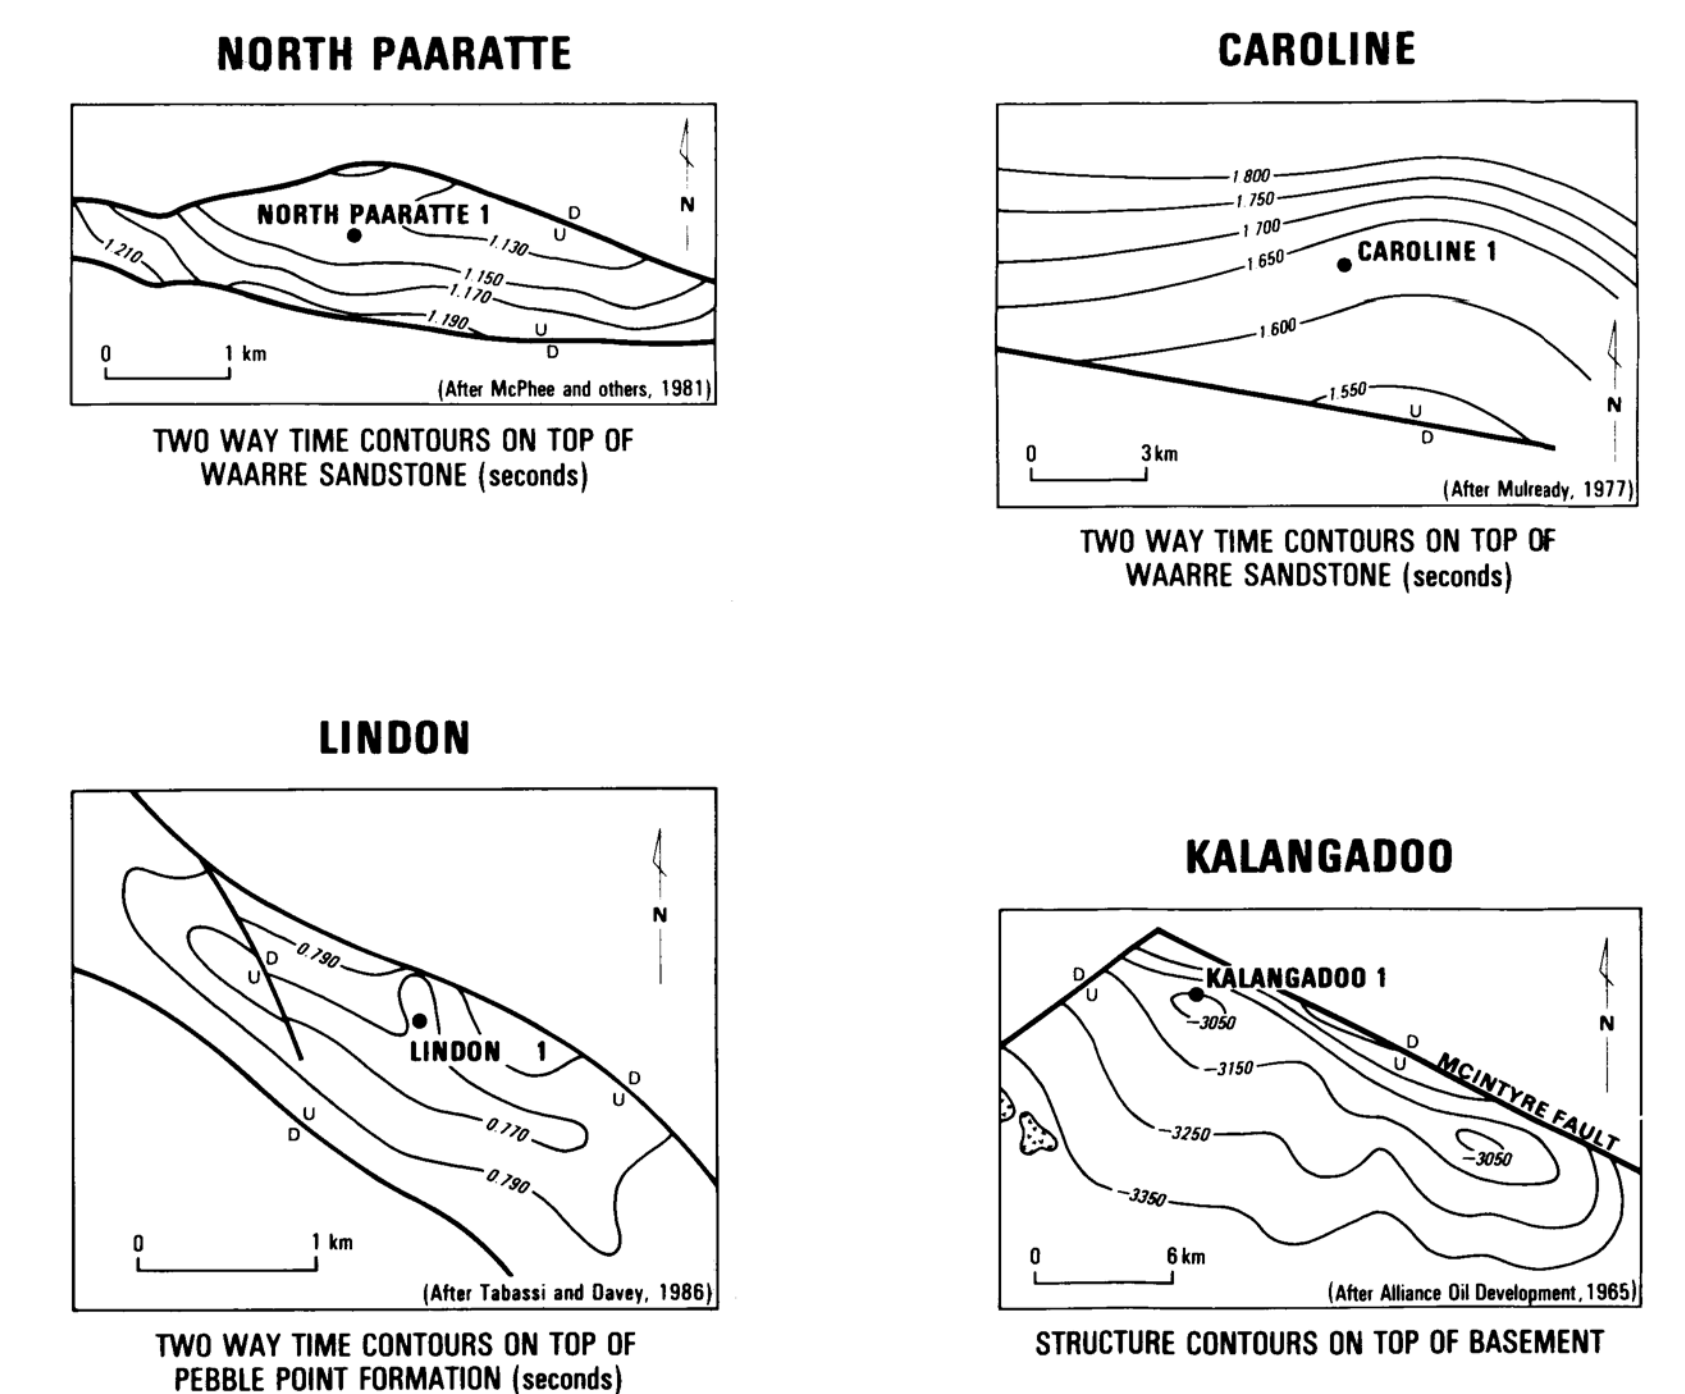 NORTH PAARATTE
N
D
U
NORTH PAARATTE 1
1.210
1.130
1.150
1.170
1.190
U
D
0 1 km
(After McPhee and others, 1981)
TWO WAY TIME CONTOURS ON TOP OF
WAARRE SANDSTONE (seconds)
CAROLINE
1 800
1.750
1 700
1 650
CAROLINE 1
1.600
1.550
U
D
N
0 3 km
(After Mulready, 1977)
TWO WAY TIME CONTOURS ON TOP OF
WAARRE SANDSTONE (seconds)
LINDON
N
0.790
D
U
LINDON 1
D
U
U
D
0.770
0.790
0 1 km
(After Tabassi and Davey, 1986)
TWO WAY TIME CONTOURS ON TOP OF
PEBBLE POINT FORMATION (seconds)
KALANGADOO
D
U
KALANGADOO 1
N
–3050
D
U
MCINTYRE FAULT
–3150
–3250
–3050
–3350
0 6 km
(After Alliance Oil Development, 1965)
STRUCTURE CONTOURS ON TOP OF BASEMENT